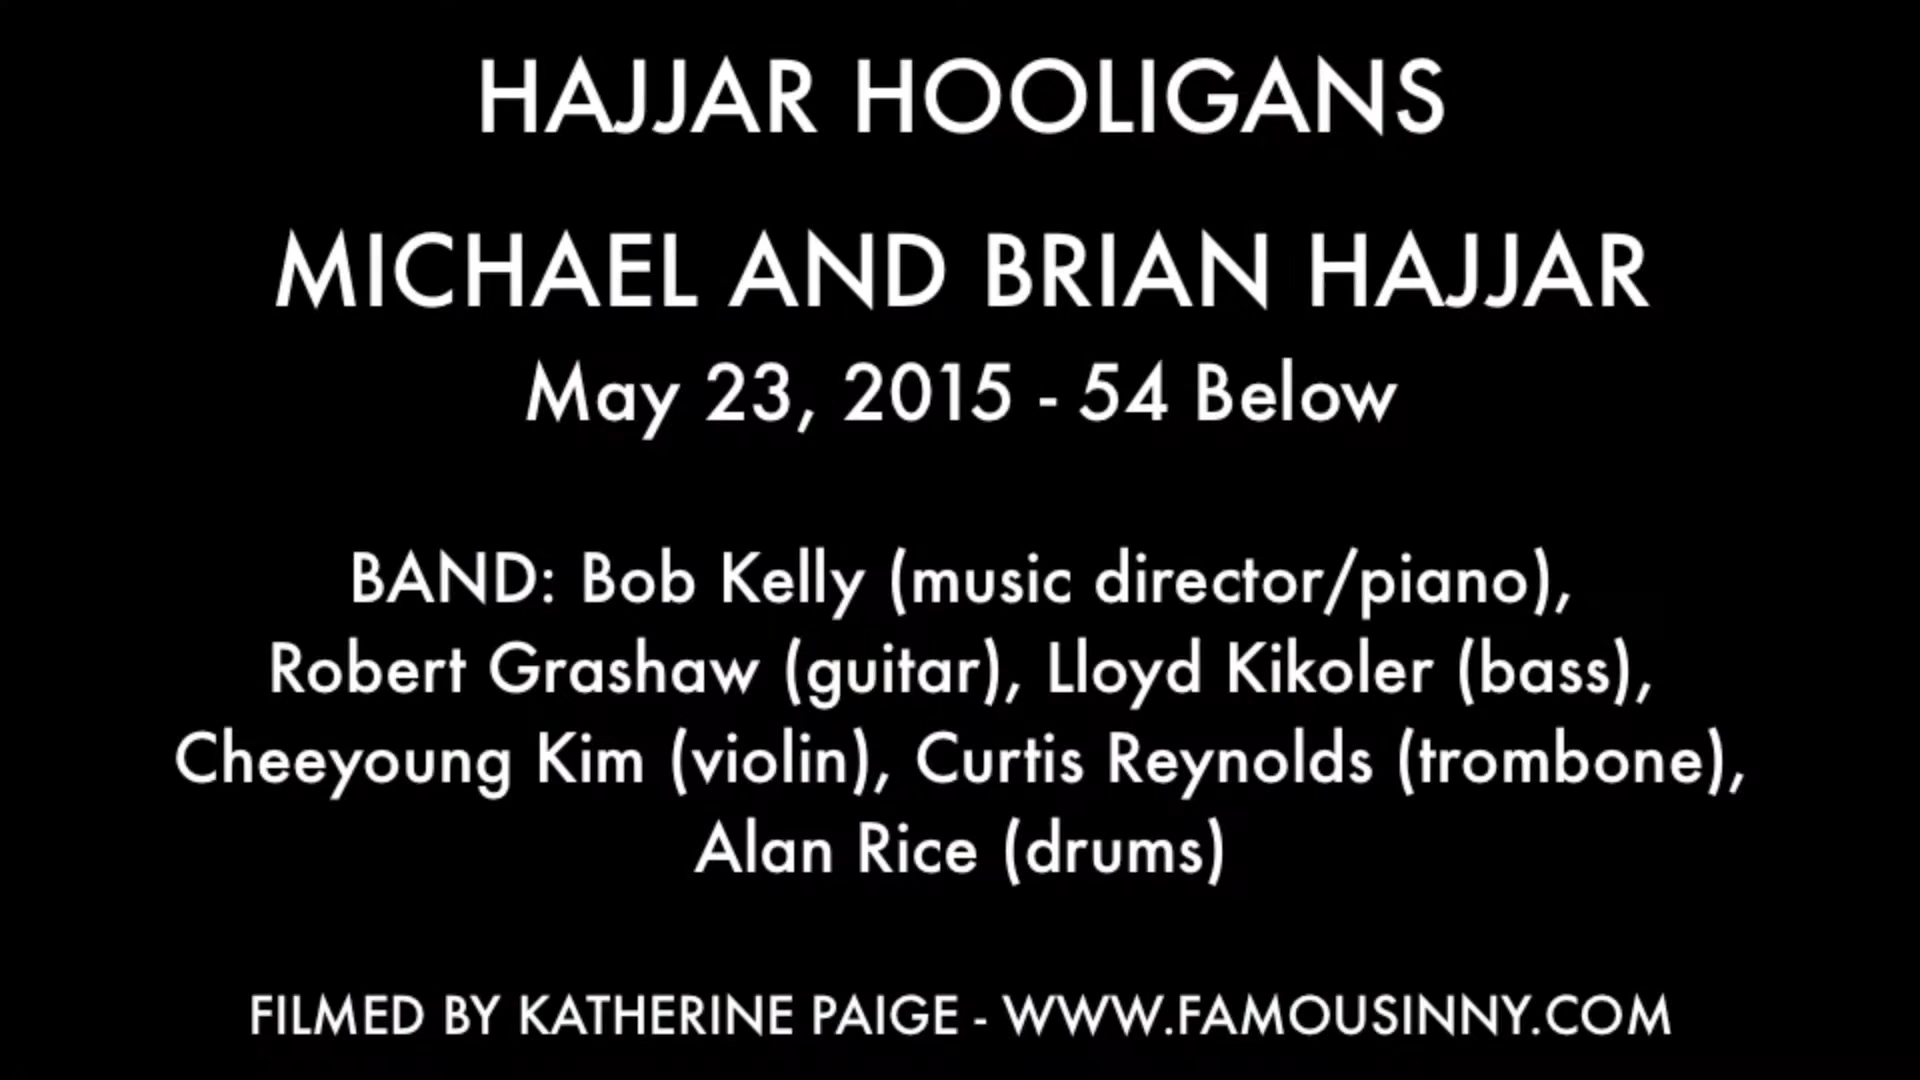 HAJJAR HOOLIGANS
MICHAEL AND BRIAN HAJJAR
May 23, 2015 - 54 Below
BAND: Bob Kelly (music director/piano),
Robert Grashaw (guitar), Lloyd Kikoler (bass),
Cheeyoung Kim (violin), Curtis Reynolds (trombone),
Alan Rice (drums)
FILMED BY KATHERINE PAIGE - WWW.FAMOUSINNY.COM